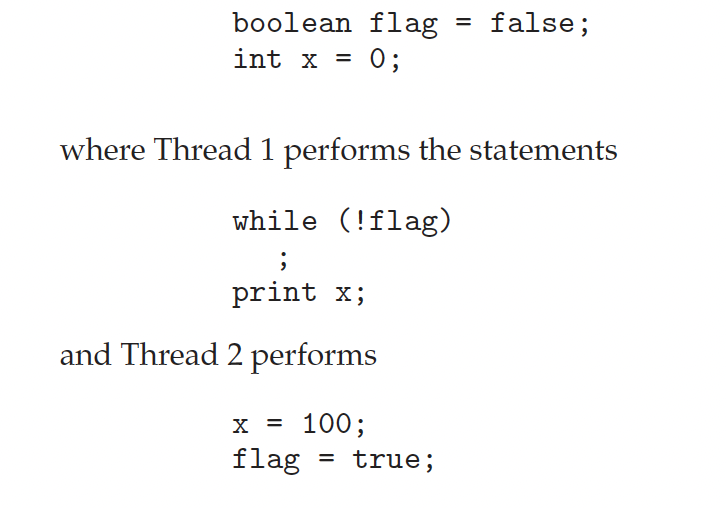 boolean flag = false;
int x = 0;
where Thread 1 performs the statements
while (!flag)
;
print x;
and Thread 2 performs
x = 100;
flag = true;